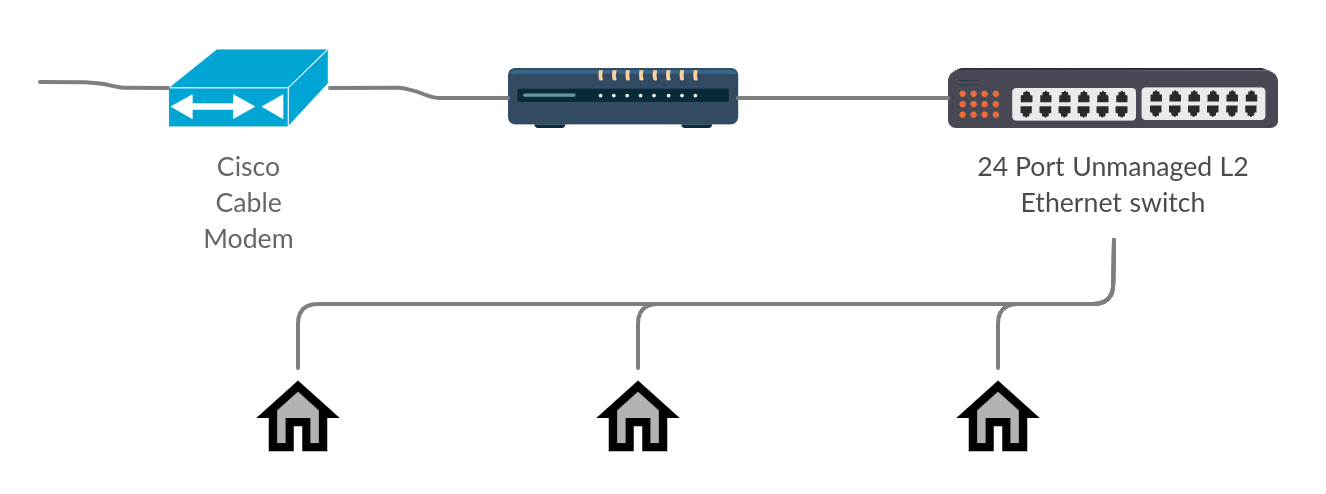 Cisco
Cable
Modem
24 Port Unmanaged L2
Ethernet switch